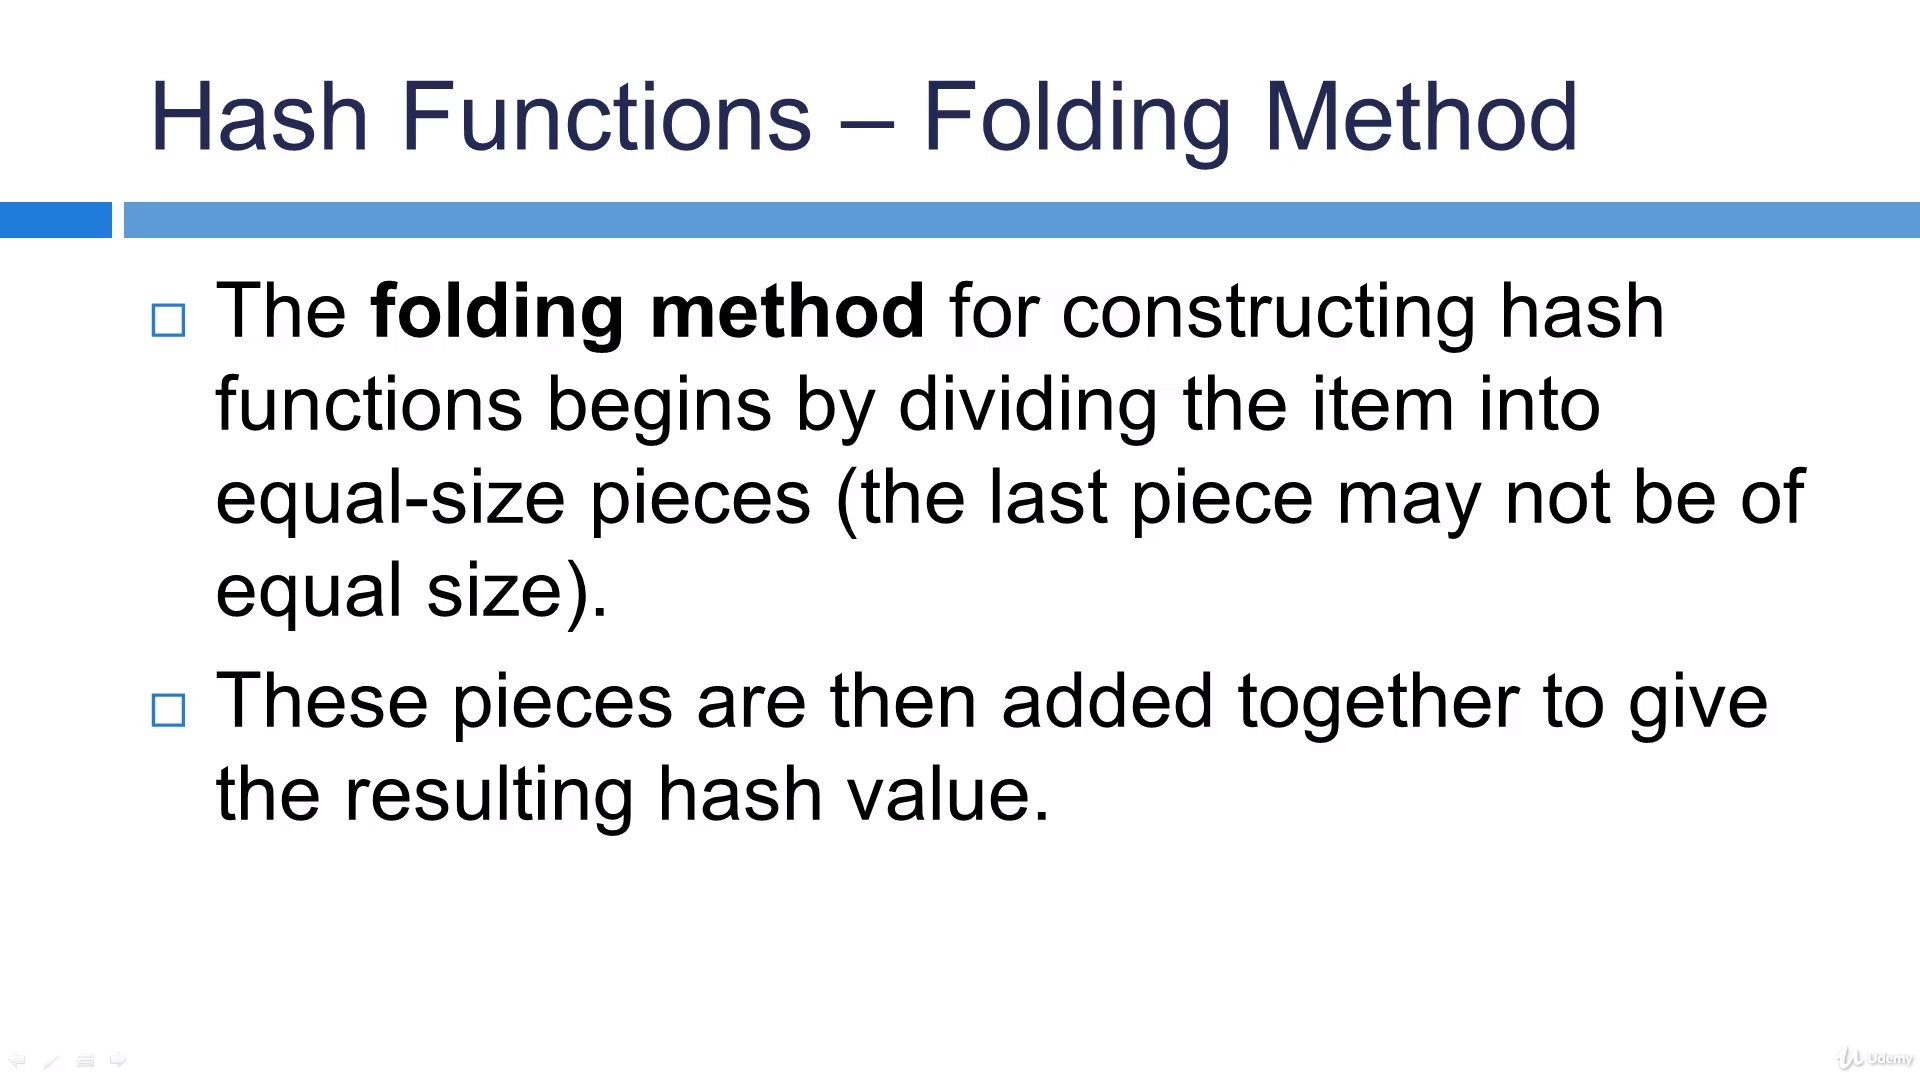 Hash Functions – Folding Method
The folding method for constructing hash
functions begins by dividing the item into
equal-size pieces (the last piece may not be of
equal size).
These pieces are then added together to give
the resulting hash value.
Udemy